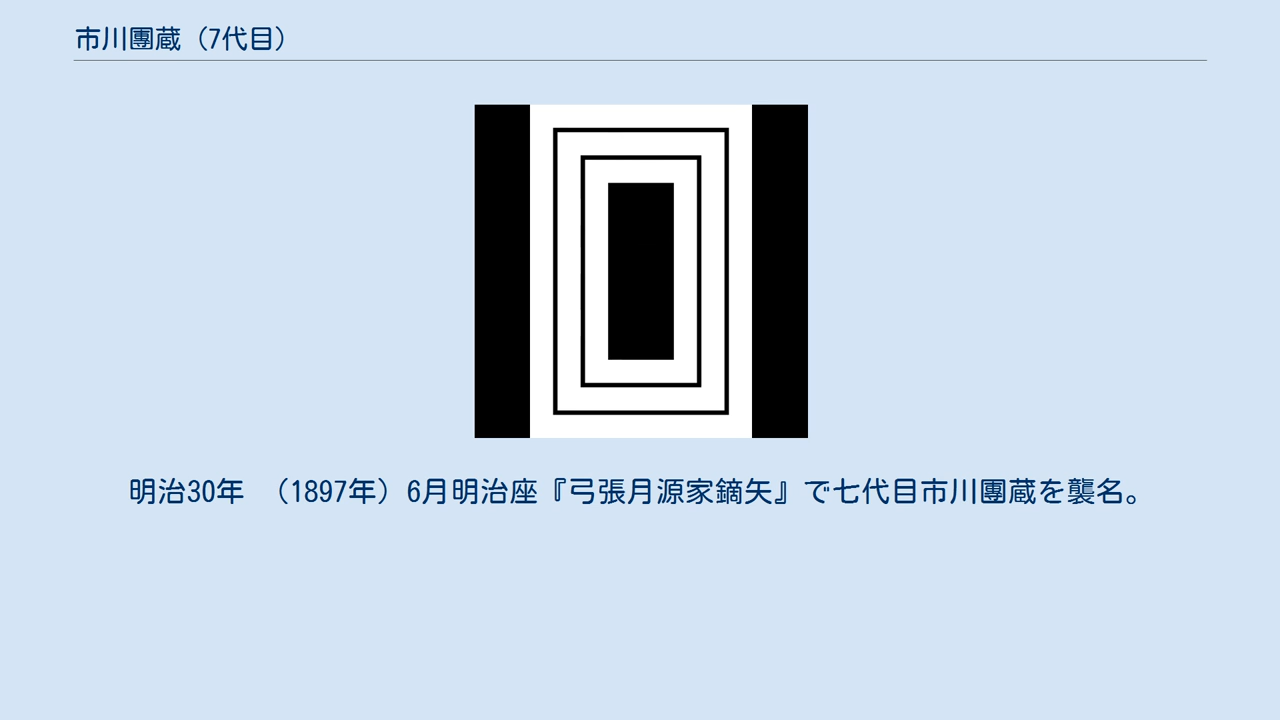 市川團蔵（7代目）
明治30年　（1897年）6月明治座『弓張月源家鏑矢』で七代目市川團蔵を襲名。